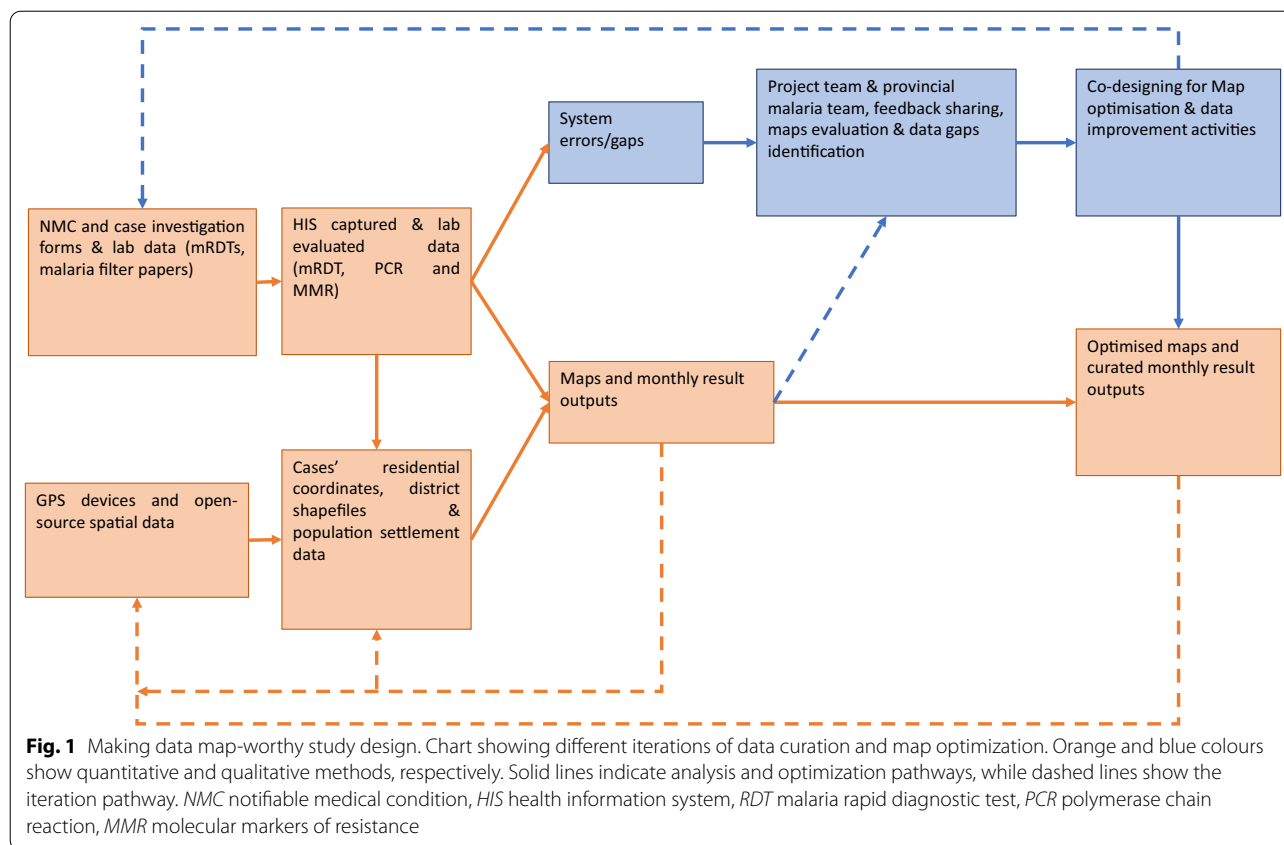 System
errors/gaps
Project team & provincial
malaria team, feedback sharing,
maps evaluation & data gaps
identification
Co-designing for Map
optimisation & data
improvement activities
NMC and case investigation
forms & lab data (mRDTs,
malaria filter papers)
HIS captured & lab
evaluated data
(mRDT, PCR and
MMR)
Maps and monthly result
outputs
Optimised maps and
curated monthly result
outputs
GPS devices and open-
source spatial data
Cases' residential
coordinates, district
shapefiles &
population settlement
data
Fig. 1 Making data map-worthy study design. Chart showing different iterations of data curation and map optimization. Orange and blue colours
show quantitative and qualitative methods, respectively. Solid lines indicate analysis and optimization pathways, while dashed lines show the
iteration pathway. NMC notifiable medical condition, HIS health information system, RDT malaria rapid diagnostic test, PCR polymerase chain
reaction, MMR molecular markers of resistance